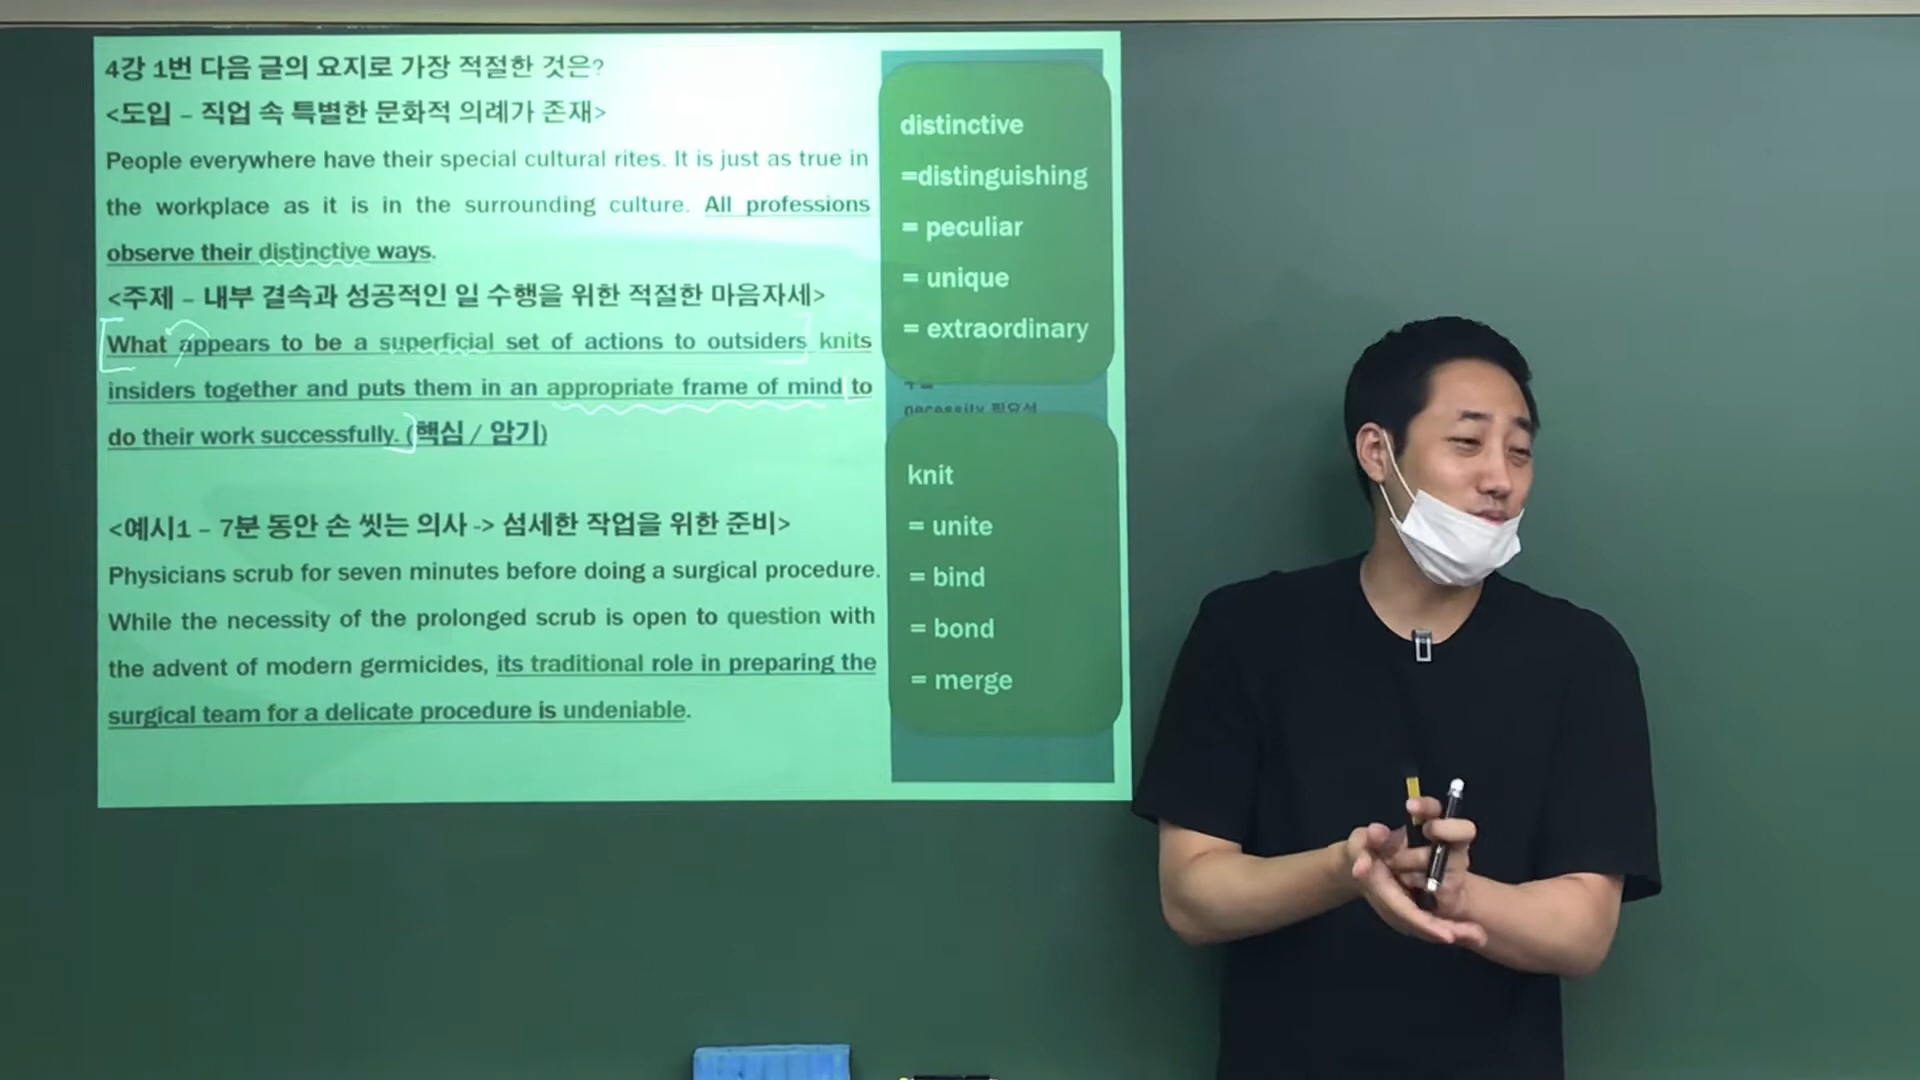 4강 1번 다음 글의 요지로 가장 적절한 것은?
<도입 – 직업 속 특별한 문화적 의례가 존재>
People everywhere have their special cultural rites. It is just as true in
the workplace as it is in the surrounding culture. All professions
observe their distinctive ways.
<주제 – 내부 결속과 성공적인 일 수행을 위한 적절한 마음자세>
What appears to be a superficial set of actions to outsiders knits
insiders together and puts them in an appropriate frame of mind to
do their work successfully. (핵심 / 암기)
<예시1 – 7분 동안 손 씻는 의사 -> 섬세한 작업을 위한 준비>
Physicians scrub for seven minutes before doing a surgical procedure.
While the necessity of the prolonged scrub is open to question with
the advent of modern germicides, its traditional role in preparing the
surgical team for a delicate procedure is undeniable.
distinctive
=distinguishing
= peculiar
= unique
= extraordinary
necessity 필요성
knit
= unite
= bind
= bond
= merge